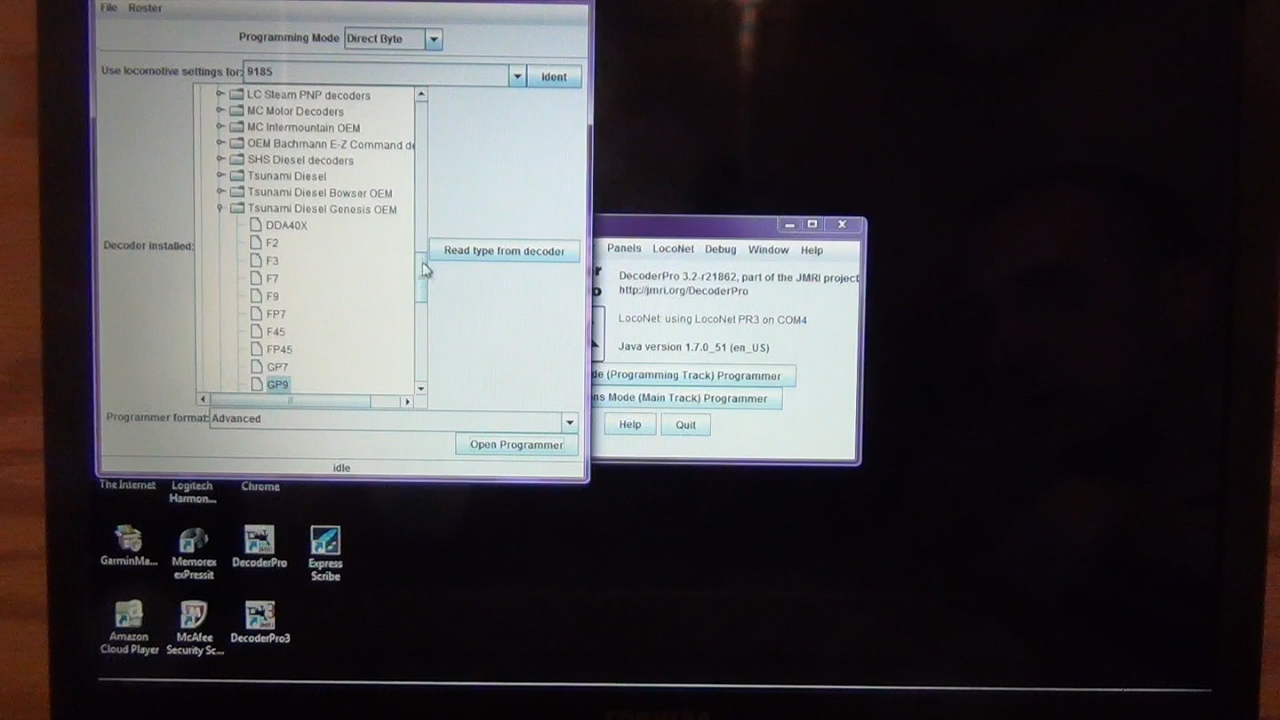 File Roster
Programming Mode Direct Byte
Use locomotive settings for: 9185 Ident
LC Steam PNP decoders
MC Motor Decoders
MC Intermountain OEM
OEM Bachmann E-Z Command de
SHS Diesel decoders
Tsunami Diesel
Tsunami Diesel Bowser OEM
Tsunami Diesel Genesis OEM
DDA40X
F2
F3
F7
F9
FP7
F45
FP45
GP7
GP9
Decoder installed:
Read type from decoder
Programmer format: Advanced
Open Programmer
idle
Panels LocoNet Debug Window Help
DecoderPro 3.2-r21862, part of the JMRI project
http://jmri.org/DecoderPro
LocoNet: using LocoNet PR3 on COM4
Java version 1.7.0_51 (en_US)
de (Programming Track) Programmer
ns Mode (Main Track) Programmer
Help Quit
The Internet
Logitech
Harmon...
Chrome
GarminMa...
Memorex
exPressit
DecoderPro
Express
Scribe
Amazon
Cloud Player
McAfee
Security Sc...
DecoderPro3